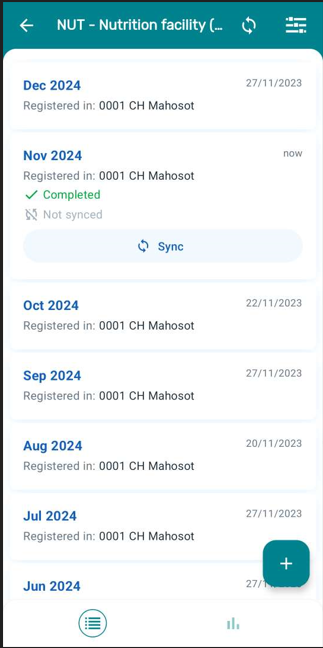 NUT - Nutrition facility (...
Dec 2024
27/11/2023
Registered in: 0001 CH Mahosot
Nov 2024
now
Registered in: 0001 CH Mahosot
Completed
Not synced
Sync
Oct 2024
22/11/2023
Registered in: 0001 CH Mahosot
Sep 2024
27/11/2023
Registered in: 0001 CH Mahosot
Aug 2024
20/11/2023
Registered in: 0001 CH Mahosot
Jul 2024
27/11/2023
Registered in: 0001 CH Mahosot
Jun 2024